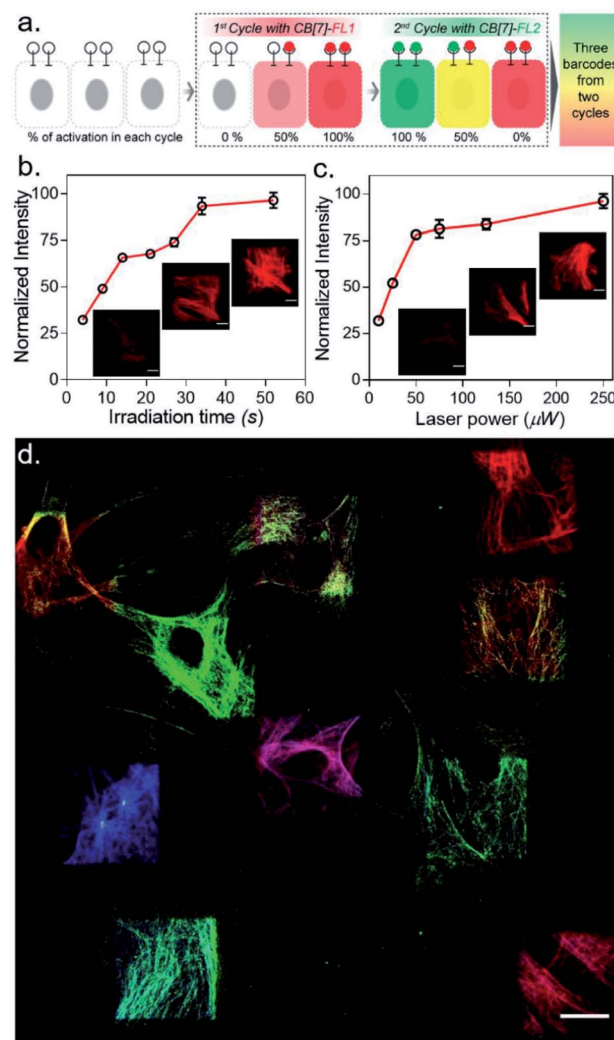 a.
1st Cycle with CB[7]-FL1
2nd Cycle with CB[7]-FL2
Three
barcodes
from
two
cycles
% of activation in each cycle
0 %
50%
100%
100 %
50%
0%
b.
Normalized Intensity
100
75
50
25
0
0
10
20
30
40
50
60
Irradiation time (s)
c.
Normalized Intensity
100
75
50
25
0
0
50
100
150
200
250
Laser power (μW)
d.